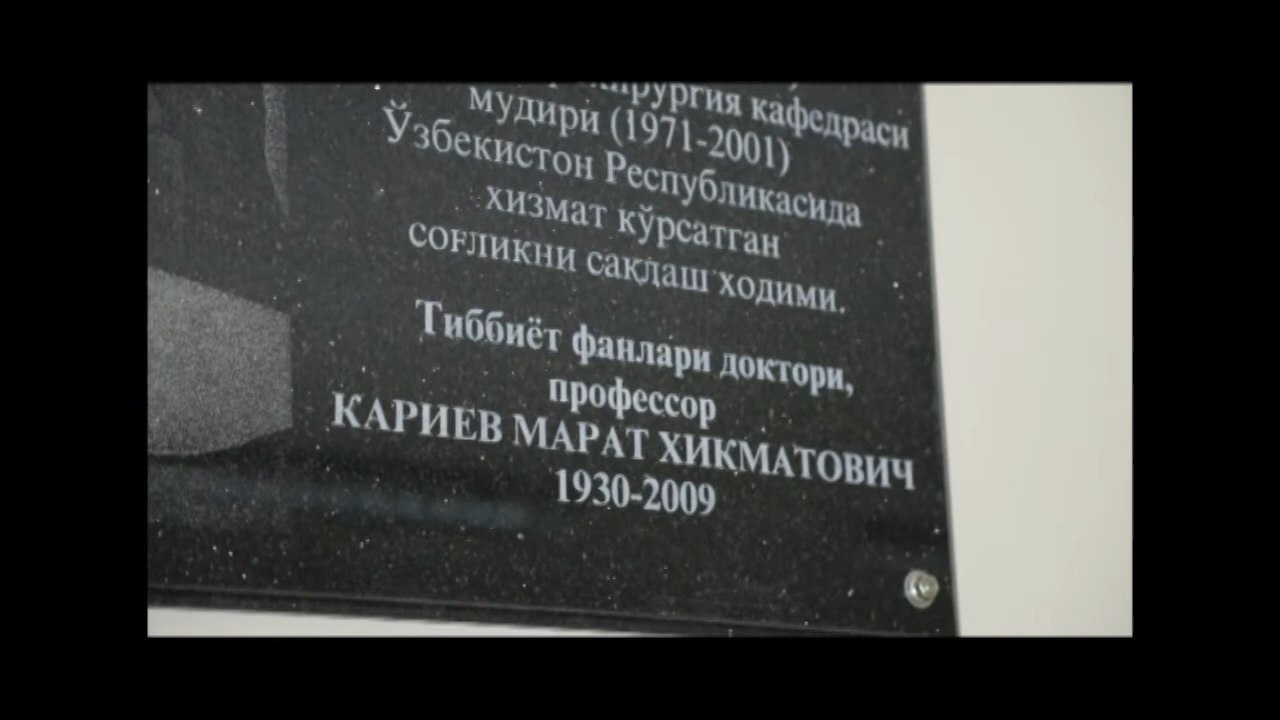 кафедраси
мудири (1971-2001)
Ўзбекистон Республикасида
хизмат кўрсатган
соғликни сақлаш ходими.
Тиббиёт фанлари доктори,
профессор
КАРИЕВ МАРАТ ХИКМАТОВИЧ
1930-2009